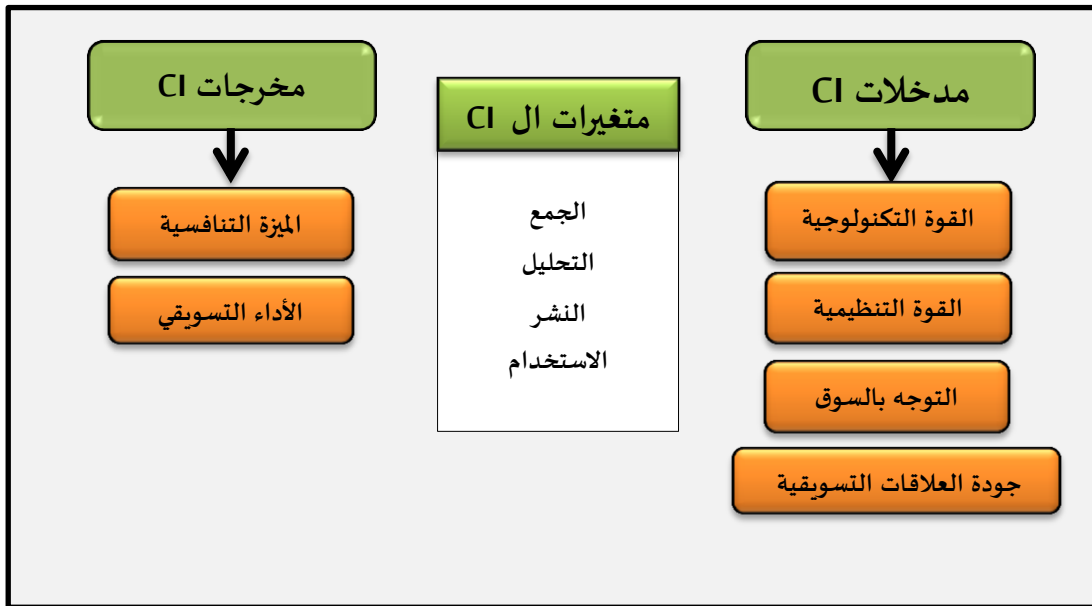 مدخلات CI
القوة التكنولوجية
القوة التنظيمية
التوجه بالسوق
جودة العلاقات التسويقية
متغيرات ال CI
الجمع
التحليل
النشر
الاستخدام
مخرجات CI
الميزة التنافسية
الأداء التسويقي